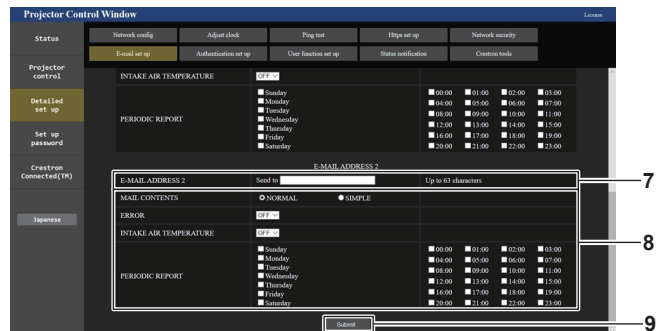 Projector Control Window
License
Status
Network config
Adjust clock
Ping test
Https set up
Network security
E-mail set up
Authentication set up
User function set up
Status notification
Crestron tools
Projector control
Detailed set up
Set up password
Crestron Connected(TM)
Japanese
INTAKE AIR TEMPERATURE OFF
PERIODIC REPORT
Sunday 00:00 01:00 02:00 03:00
Monday 04:00 05:00 06:00 07:00
Tuesday 08:00 09:00 10:00 11:00
Wednesday 12:00 13:00 14:00 15:00
Thursday 16:00 17:00 18:00 19:00
Friday 20:00 21:00 22:00 23:00
Saturday
E-MAIL ADDRESS 2
E-MAIL ADDRESS 2 Send to Up to 63 characters
7
MAIL CONTENTS NORMAL SIMPLE
ERROR OFF
INTAKE AIR TEMPERATURE OFF
8
PERIODIC REPORT
Sunday 00:00 01:00 02:00 03:00
Monday 04:00 05:00 06:00 07:00
Tuesday 08:00 09:00 10:00 11:00
Wednesday 12:00 13:00 14:00 15:00
Thursday 16:00 17:00 18:00 19:00
Friday 20:00 21:00 22:00 23:00
Saturday
Submit
9